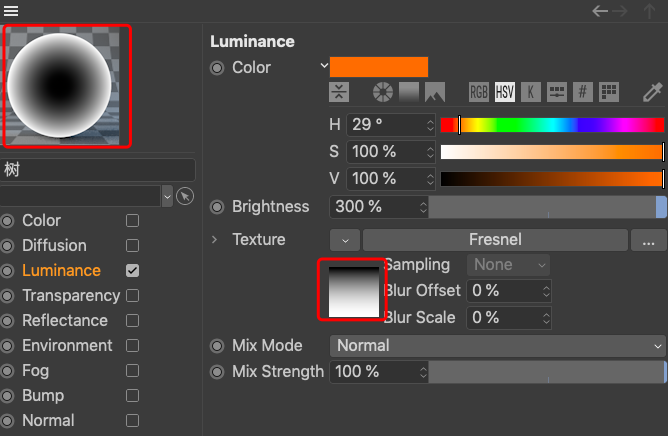 Luminance
Color
RGB HSV K #
H 29 °
S 100 %
V 100 %
树
Brightness 300 %
Color
Diffusion
Texture Fresnel ...
Luminance
Sampling None
Transparency
Blur Offset 0 %
Reflectance
Blur Scale 0 %
Environment
Mix Mode Normal
Fog
Mix Strength 100 %
Bump
Normal